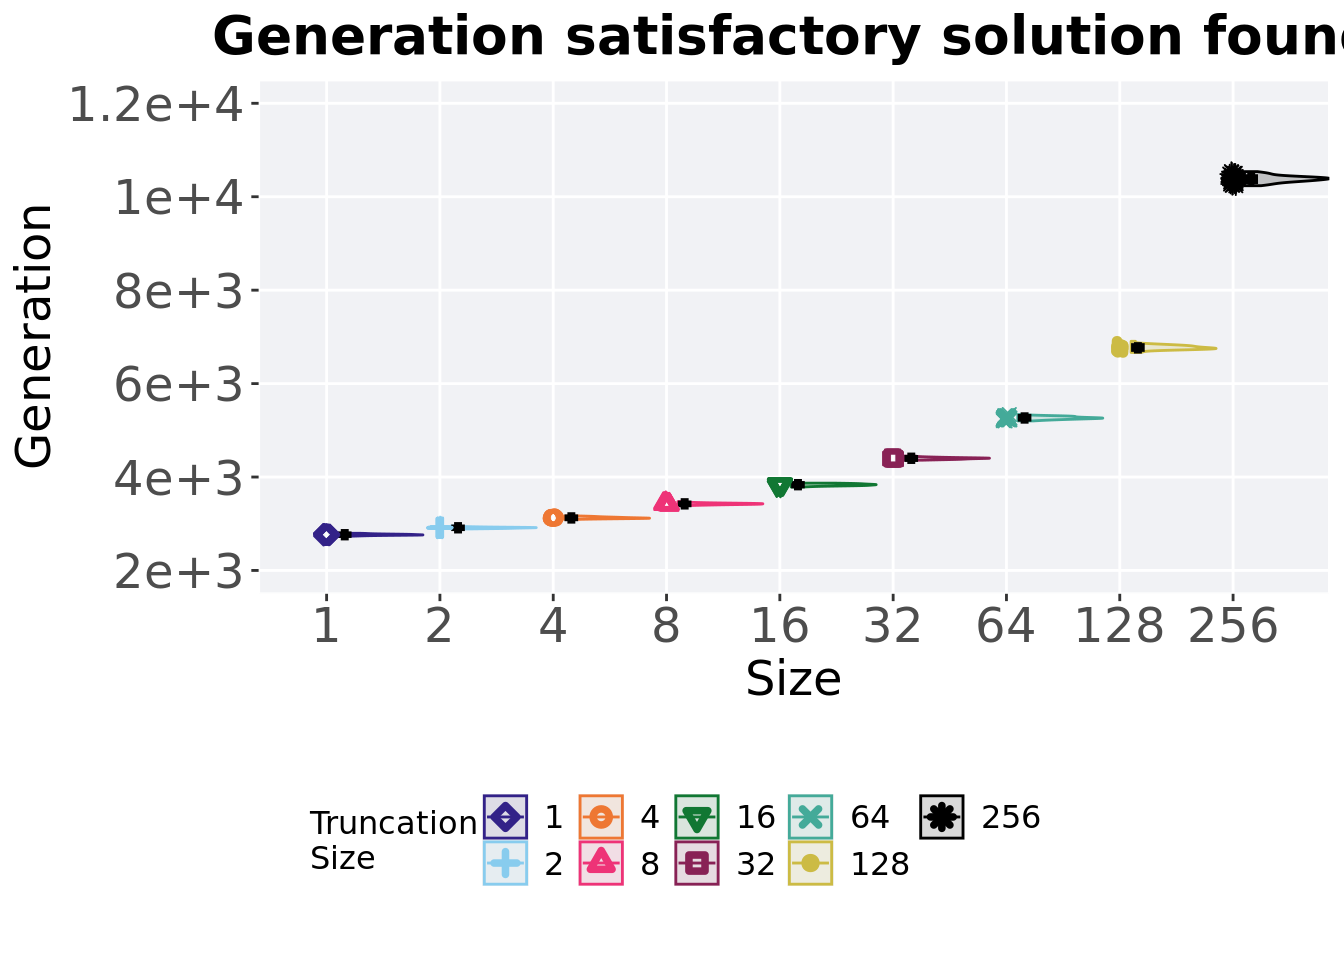 Generation satisfactory solution foun
1.2e+4
1e+4
8e+3
6e+3
4e+3
2e+3
Generation
1 2 4 8 16 32 64 128 256
Size
Truncation
Size
1 4 16 64 256
2 8 32 128